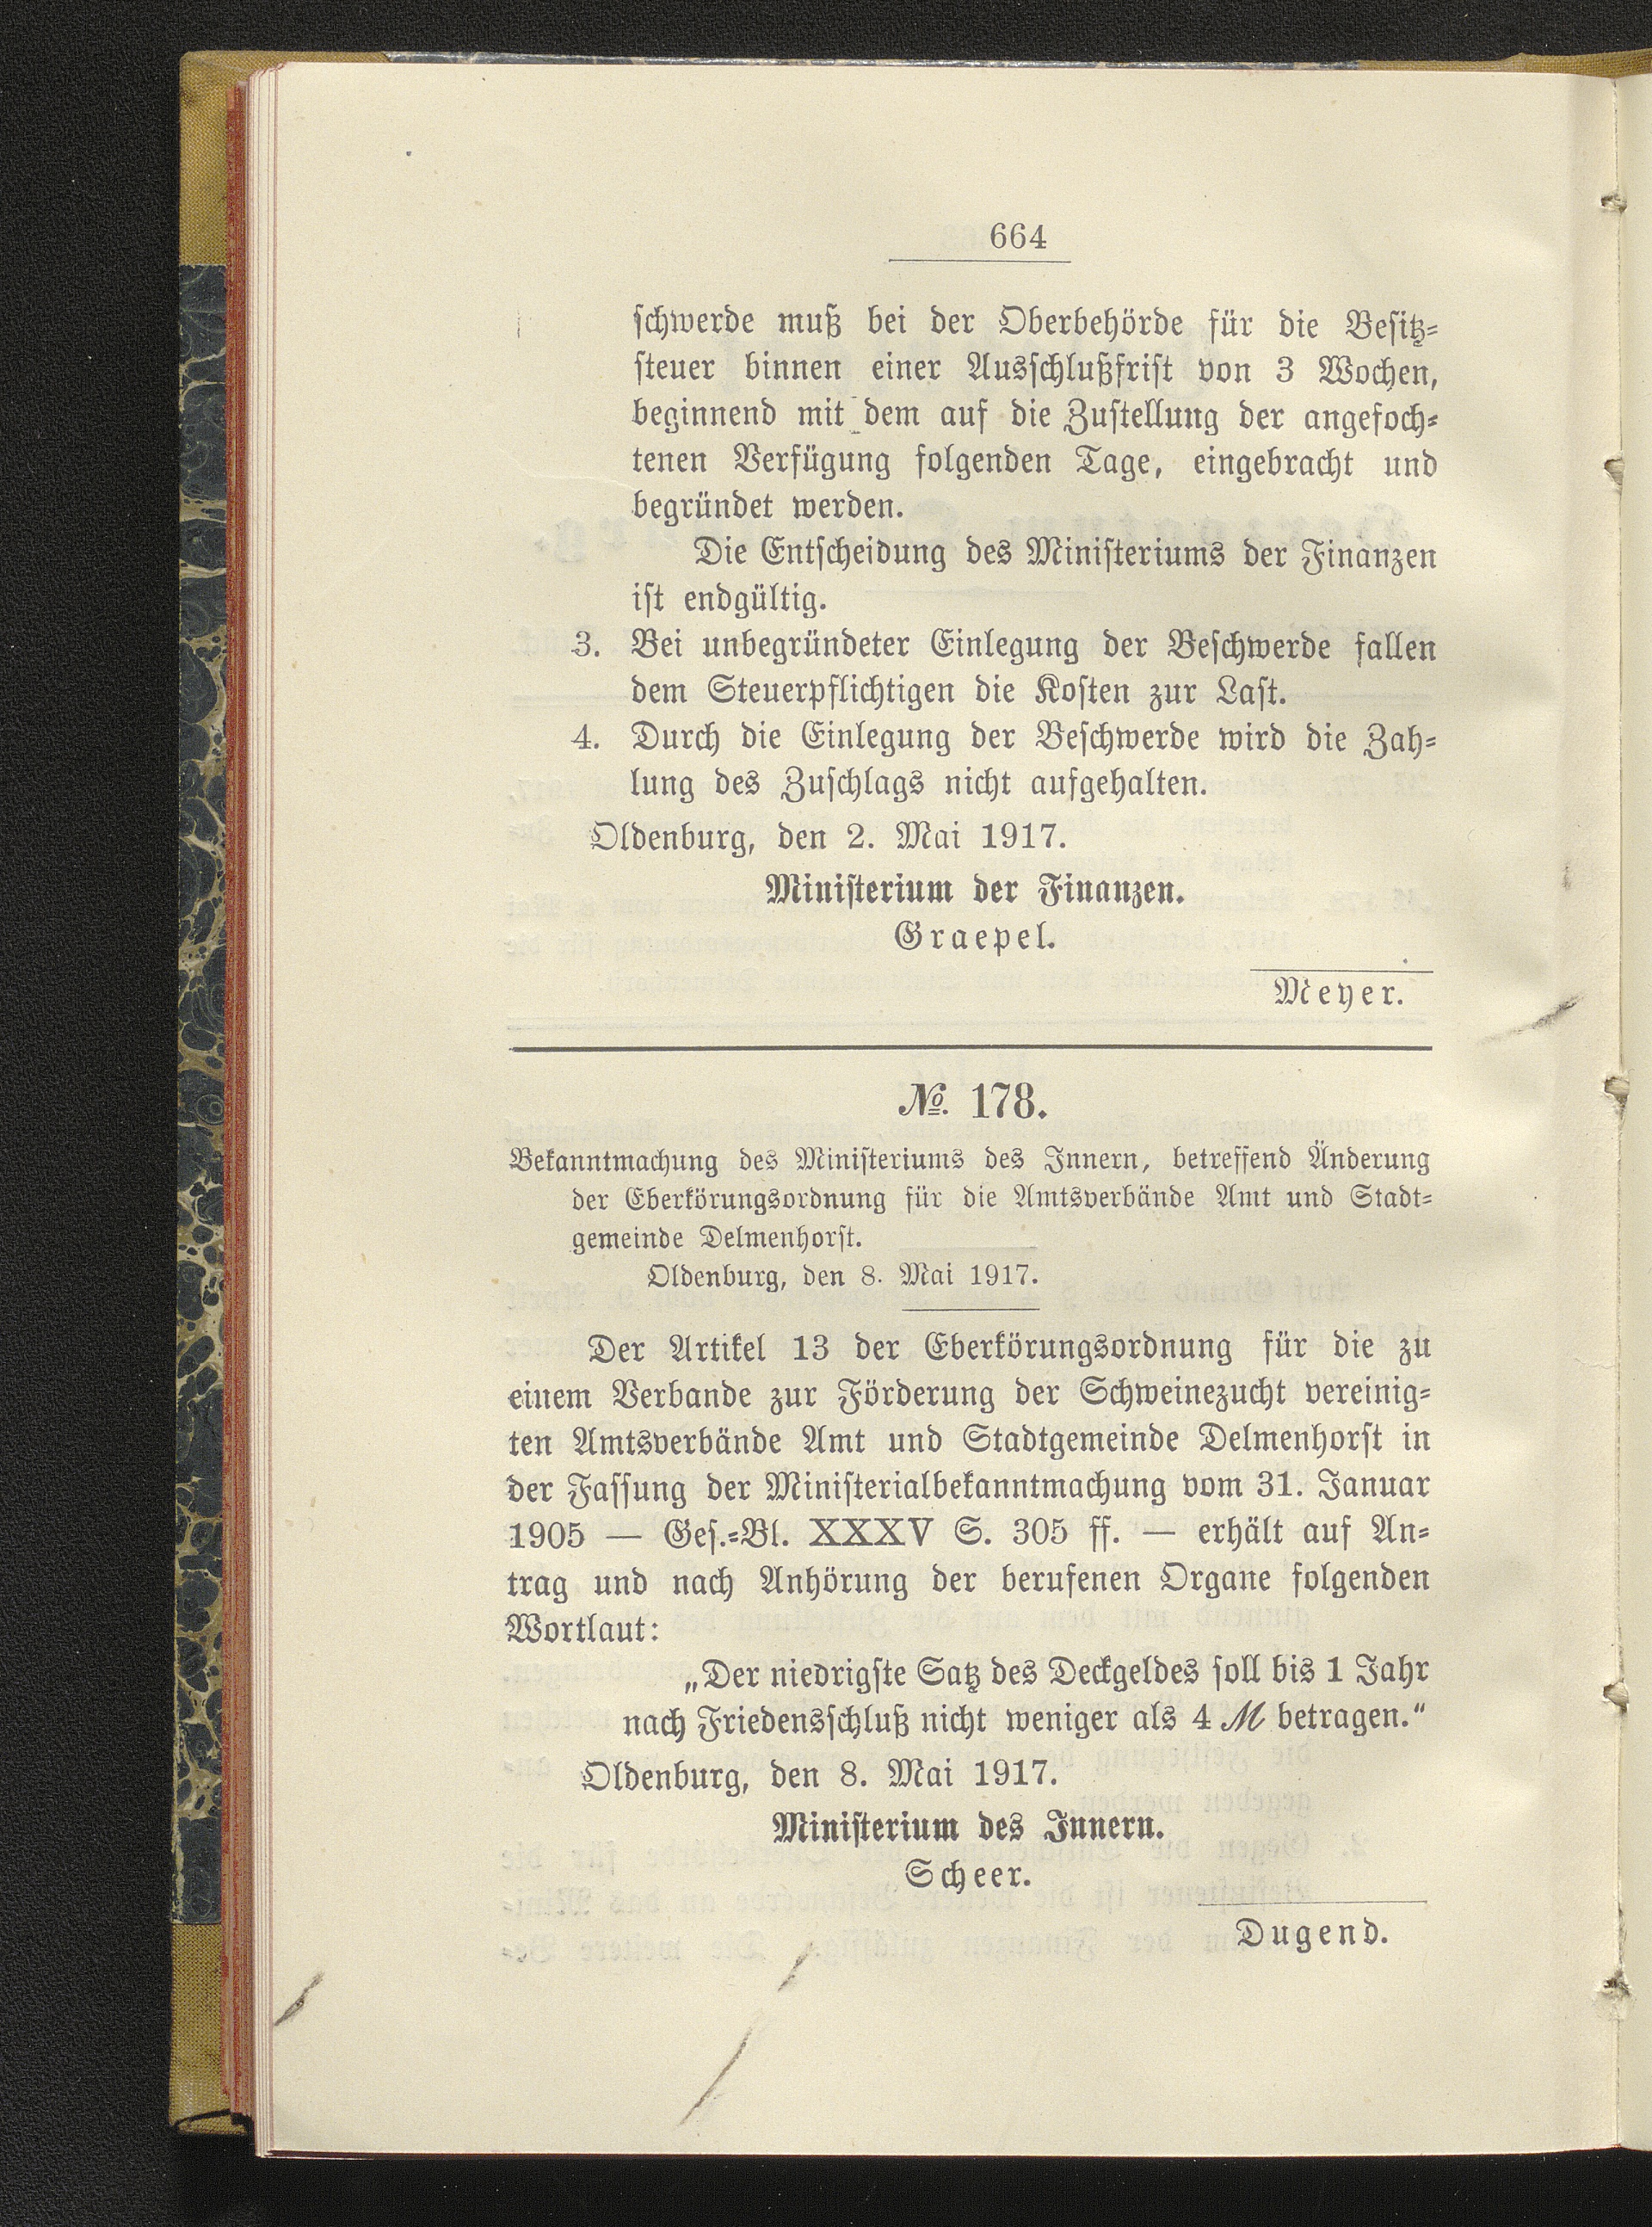 664
schwerde muß bei der Oberbehörde für die Besitz-
steuer binnen einer Ausschlußfrist von 3 Wochen,
beginnend mit dem auf die Zustellung der angefoch-
tenen Verfügung folgenden Tage, eingebracht und
begründet werden.
Die Entscheidung des Ministeriums der Finanzen
ist endgültig.
3. Bei unbegründeter Einlegung der Beschwerde fallen
dem Steuerpflichtigen die Kosten zur Last.
4. Durch die Einlegung der Beschwerde wird die Zah-
lung des Zuschlags nicht aufgehalten.
Oldenburg, den 2. Mai 1917.
Ministerium der Finanzen.
Graepel.
Meyer.
№. 178.
Bekanntmachung des Ministeriums des Innern, betreffend Änderung
der Eberkörungsordnung für die Amtsverbände Amt und Stadt-
gemeinde Delmenhorst.
Oldenburg, den 8. Mai 1917.
Der Artikel 13 der Eberkörungsordnung für die zu
einem Verbande zur Förderung der Schweinezucht vereinig-
ten Amtsverbände Amt und Stadtgemeinde Delmenhorst in
der Fassung der Ministerialbekanntmachung vom 31. Januar
1905 — Ges.-Bl. XXXV S. 305 ff. — erhält auf An-
trag und nach Anhörung der berufenen Organe folgenden
Wortlaut:
„Der niedrigste Satz des Deckgeldes soll bis 1 Jahr
nach Friedensschluß nicht weniger als 4 ℳ betragen.“
Oldenburg, den 8. Mai 1917.
Ministerium des Innern.
Scheer.
Dugend.